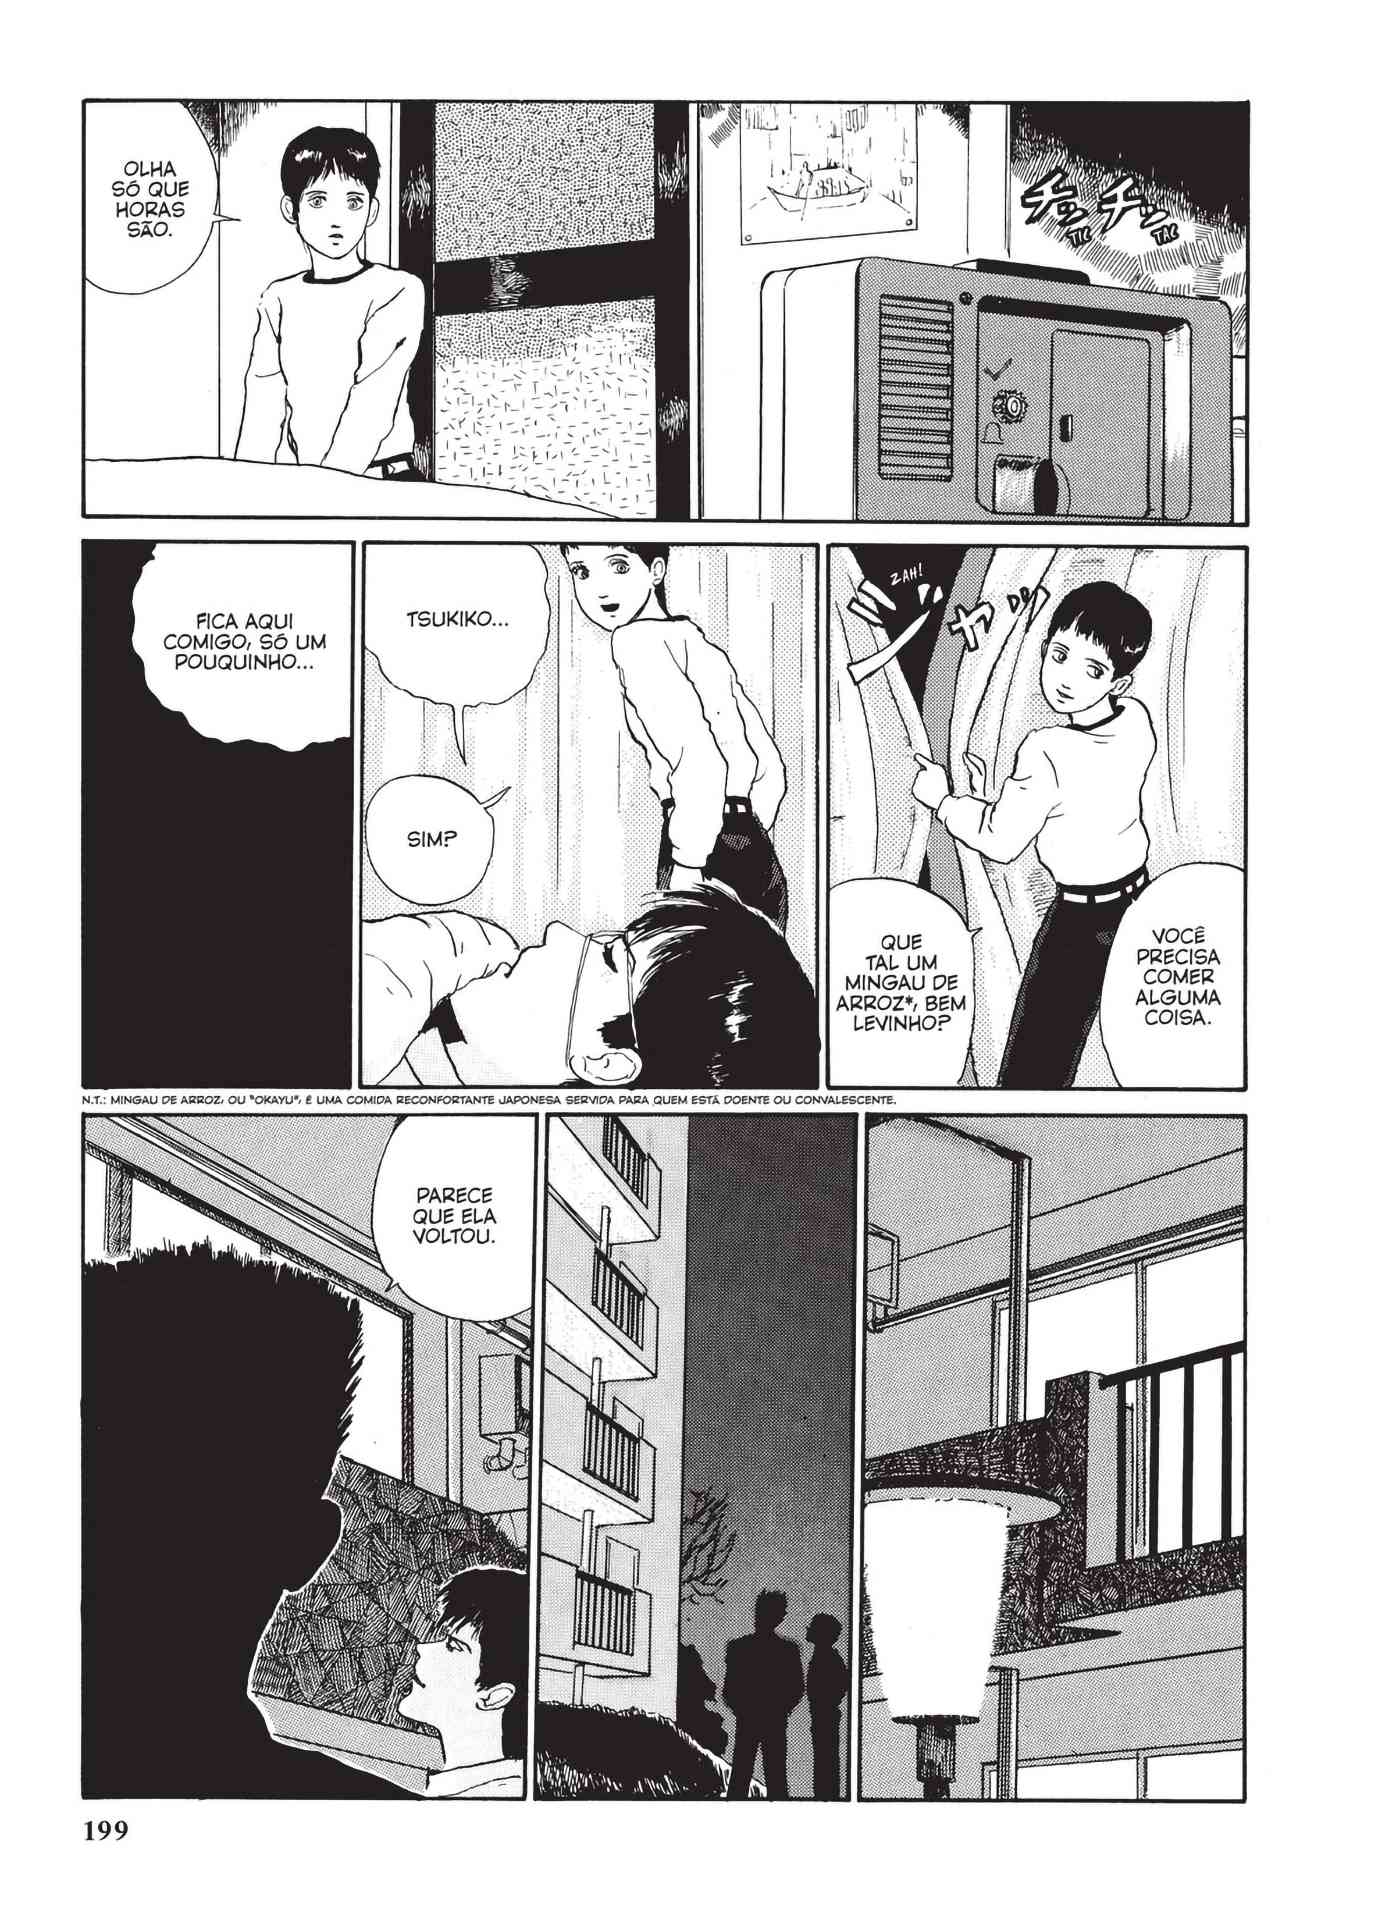 チッ チッ
TIC TAC
OLHA
SÓ QUE
HORAS
SÃO.
ジャッ
ZAH!
VOCÊ
PRECISA
COMER
ALGUMA
COISA.
QUE
TAL UM
MINGAU DE
ARROZ*, BEM
LEVINHO?
TSUKIKO...
SIM?
FICA AQUI
COMIGO, SÓ UM
POUQUINHO...
N.T.: MINGAU DE ARROZ, OU "OKAYU", É UMA COMIDA RECONFORTANTE JAPONESA SERVIDA PARA QUEM ESTÁ DOENTE OU CONVALESCENTE.
PARECE
QUE ELA
VOLTOU.
199